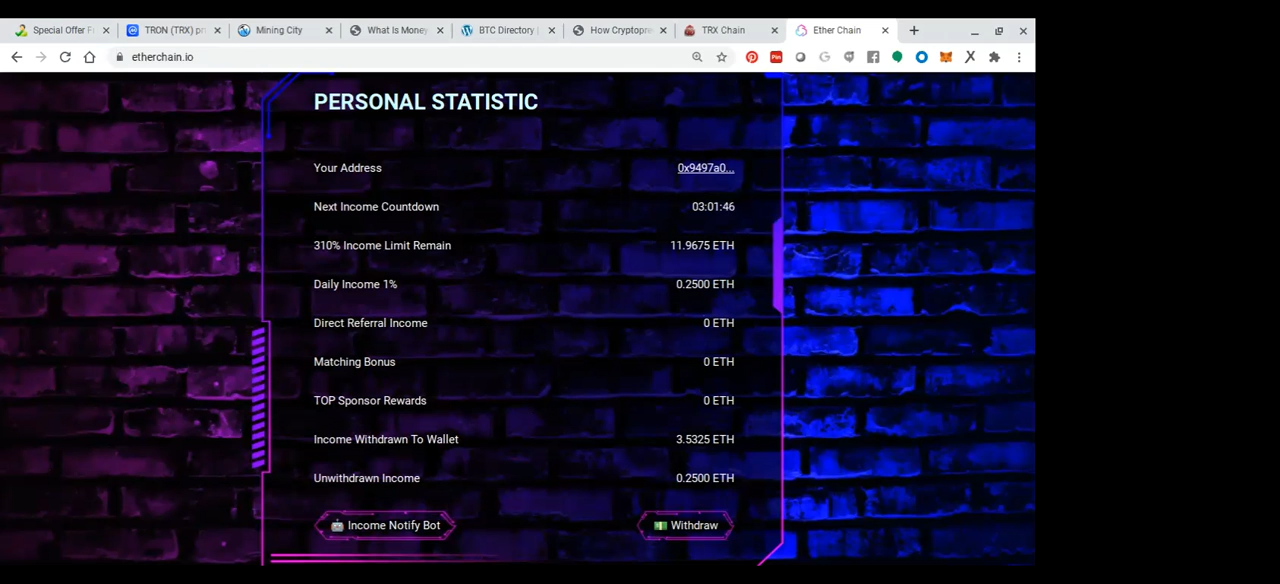 Special Offer F
TRON (TRX) pri
Mining City
What Is Money
BTC Directory |
How Cryptopre
TRX Chain
Ether Chain
etherchain.io
Pin
PERSONAL STATISTIC
Your Address 0x9497a0...
Next Income Countdown 03:01:46
310% Income Limit Remain 11.9675 ETH
Daily Income 1% 0.2500 ETH
Direct Referral Income 0 ETH
Matching Bonus 0 ETH
TOP Sponsor Rewards 0 ETH
Income Withdrawn To Wallet 3.5325 ETH
Unwithdrawn Income 0.2500 ETH
Income Notify Bot Withdraw